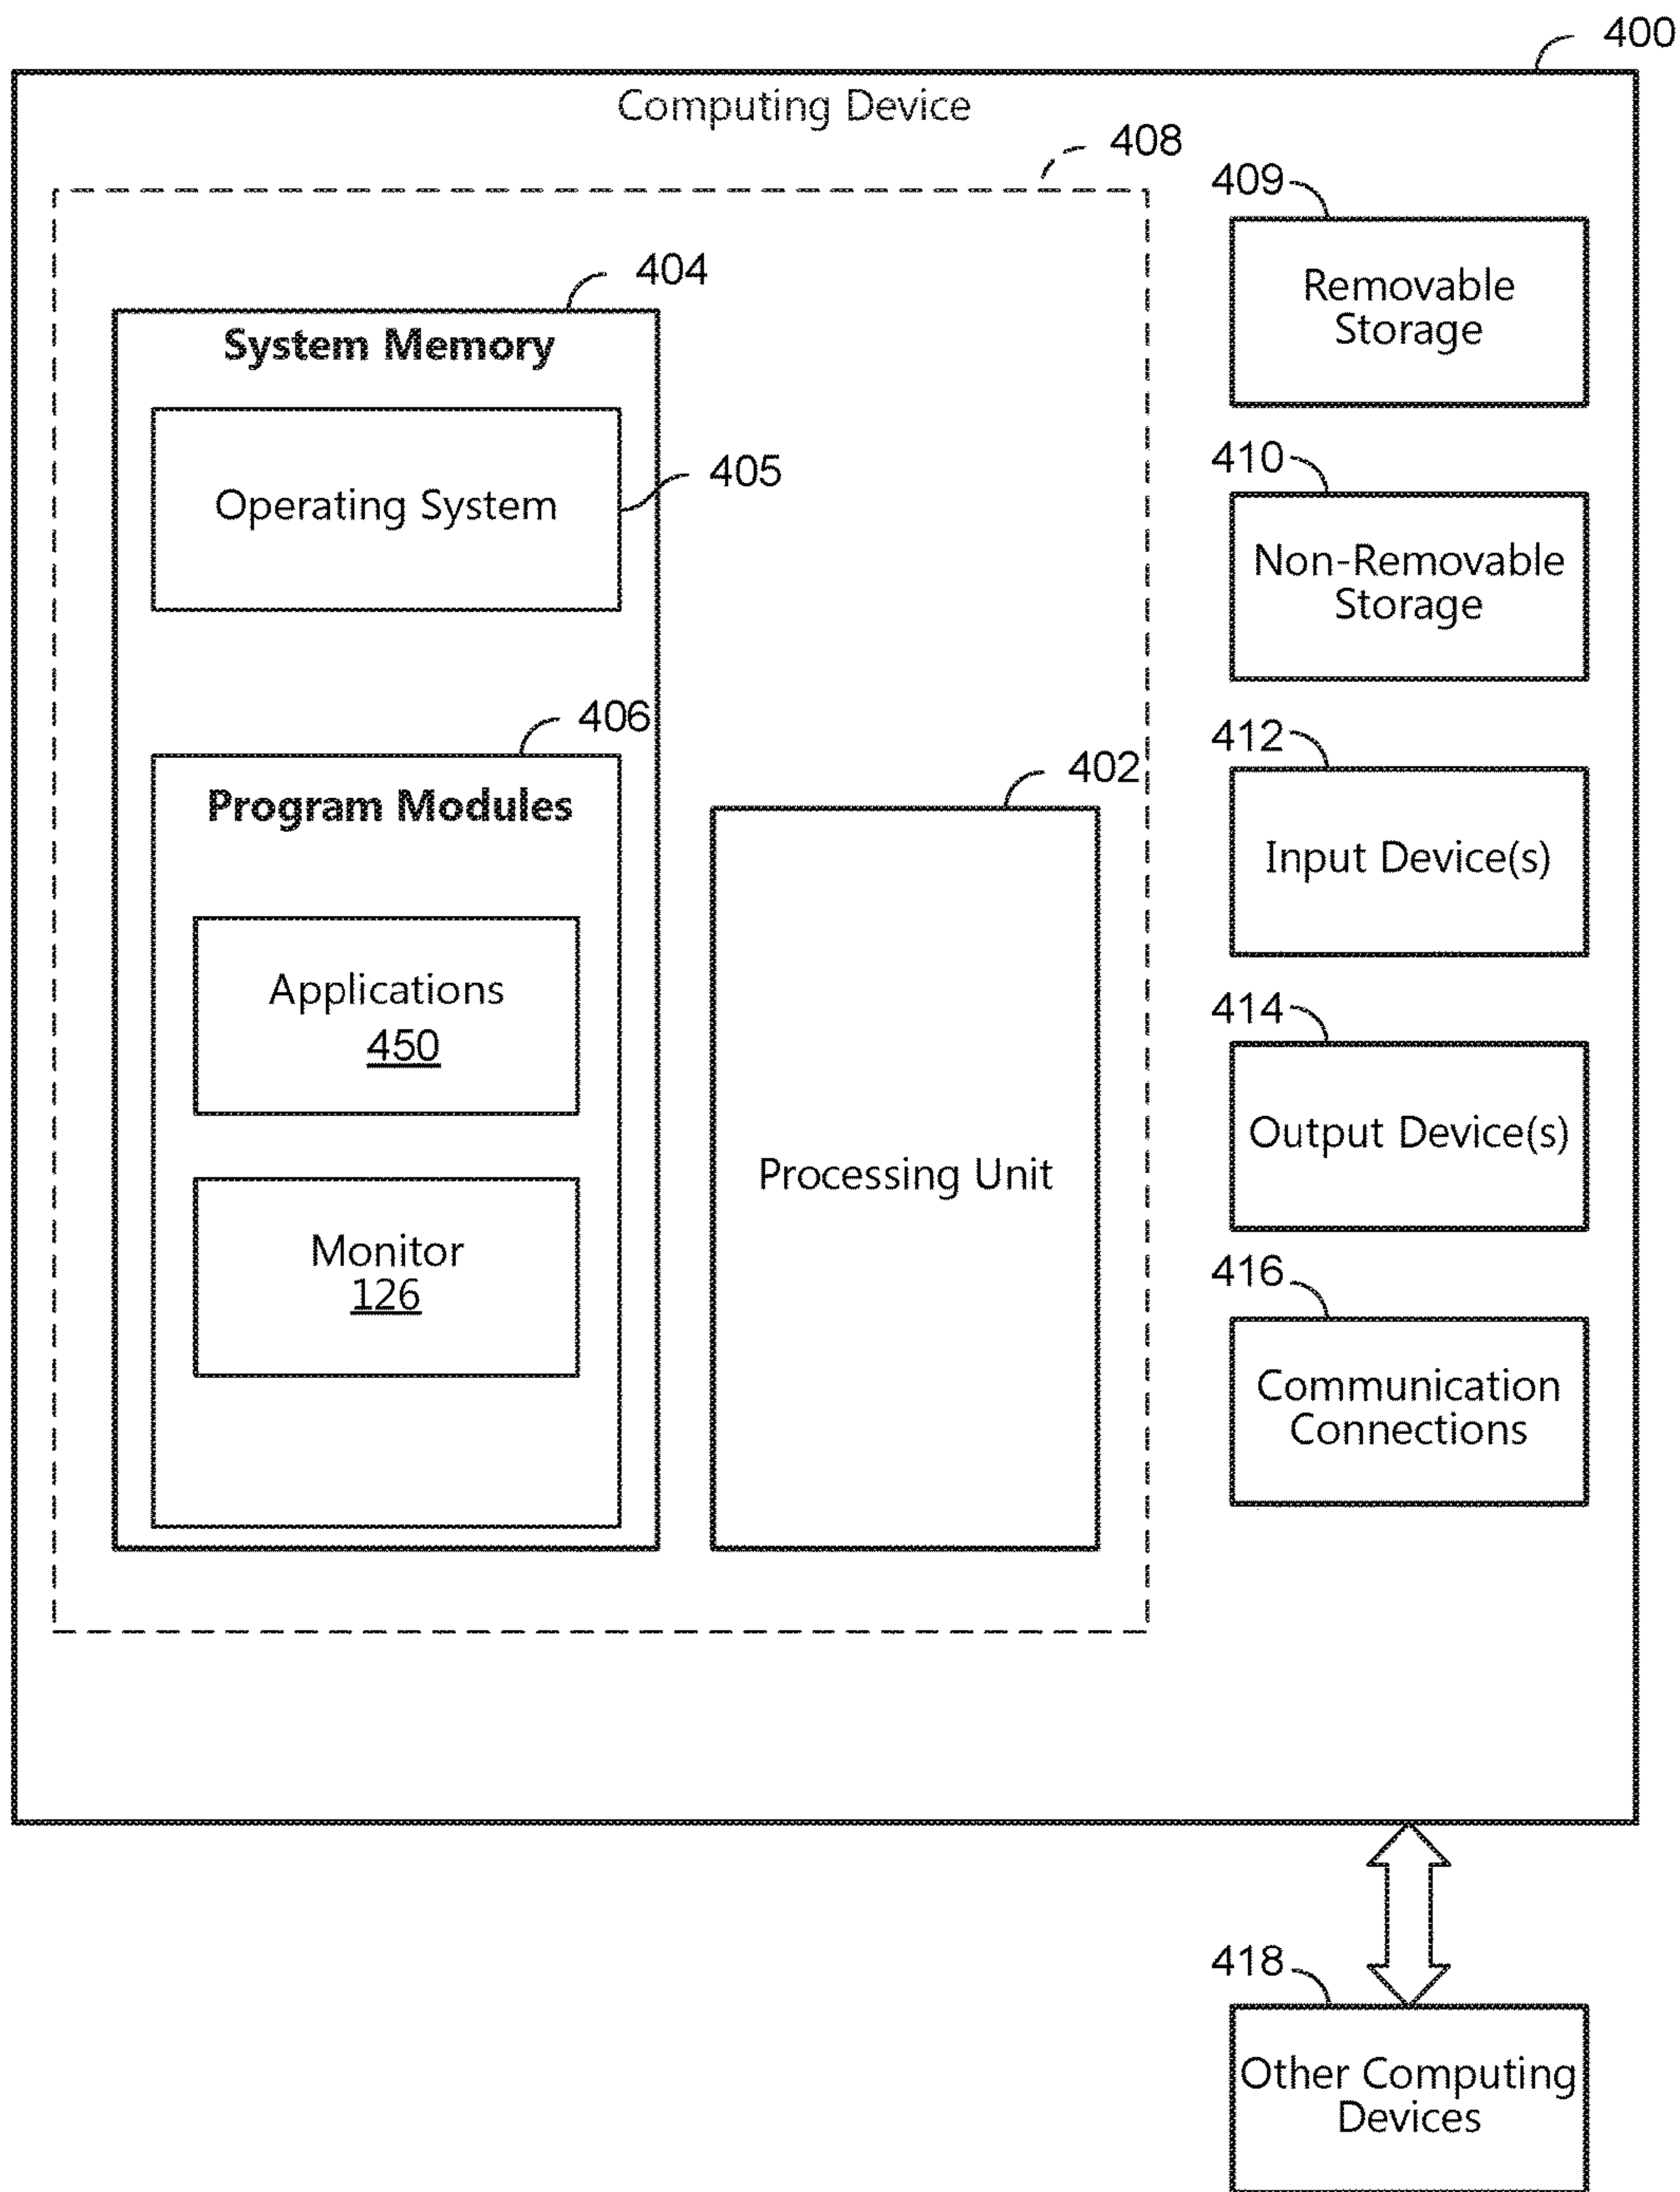 400
Computing Device
408
409
Removable
Storage
404
System Memory
Operating System
405
410
Non-Removable
Storage
406
Program Modules
402
412
Input Device(s)
Applications
450
414
Output Device(s)
Processing Unit
Monitor
126
416
Communication
Connections
418
Other Computing
Devices